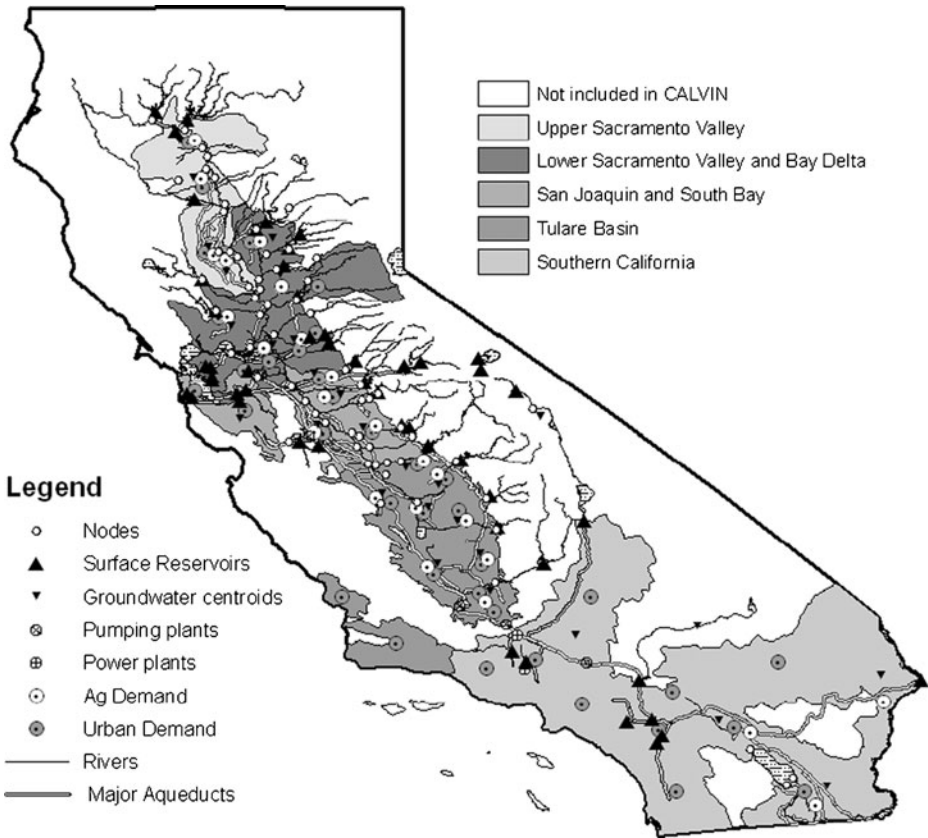 Not included in CALVIN
Upper Sacramento Valley
Lower Sacramento Valley and Bay Delta
San Joaquin and South Bay
Tulare Basin
Southern California
Legend
Nodes
Surface Reservoirs
Groundwater centroids
Pumping plants
Power plants
Ag Demand
Urban Demand
Rivers
Major Aqueducts